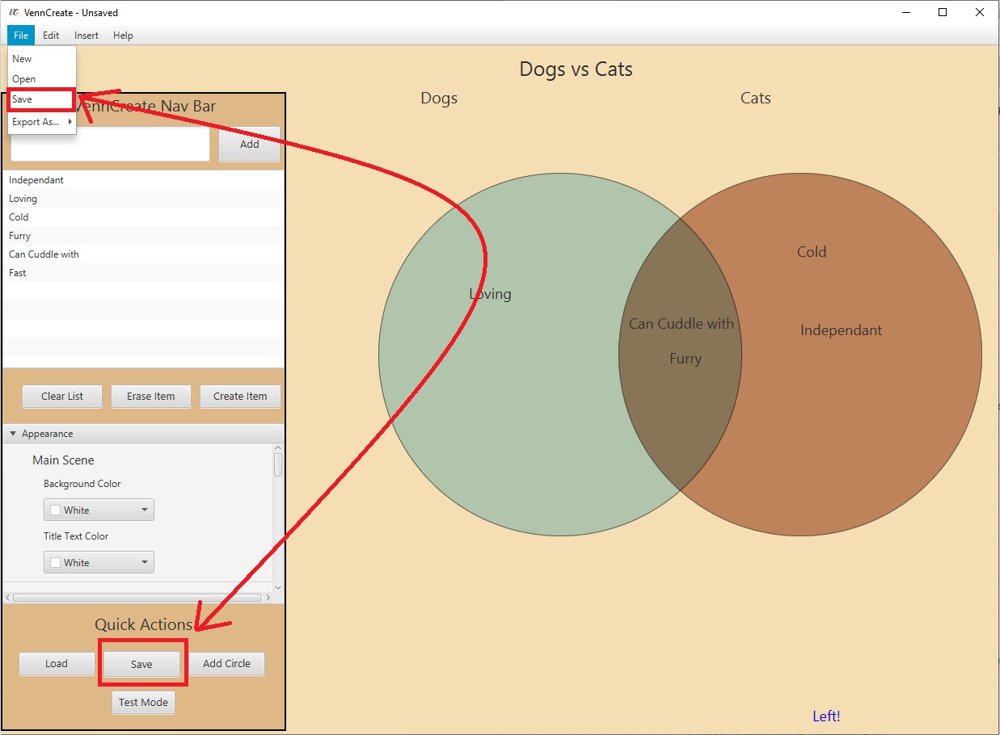 VC VennCreate - Unsaved
File Edit Insert Help
New
Open
Save
Export As...
VennCreate Nav Bar
Add
Independant
Loving
Cold
Furry
Can Cuddle with
Fast
Clear List Erase Item Create Item
Appearance
Main Scene
Background Color
White
Title Text Color
White
Quick Actions
Load Save Add Circle
Test Mode
Dogs vs Cats
Dogs Cats
Cold
Loving
Can Cuddle with
Independant
Furry
Left!